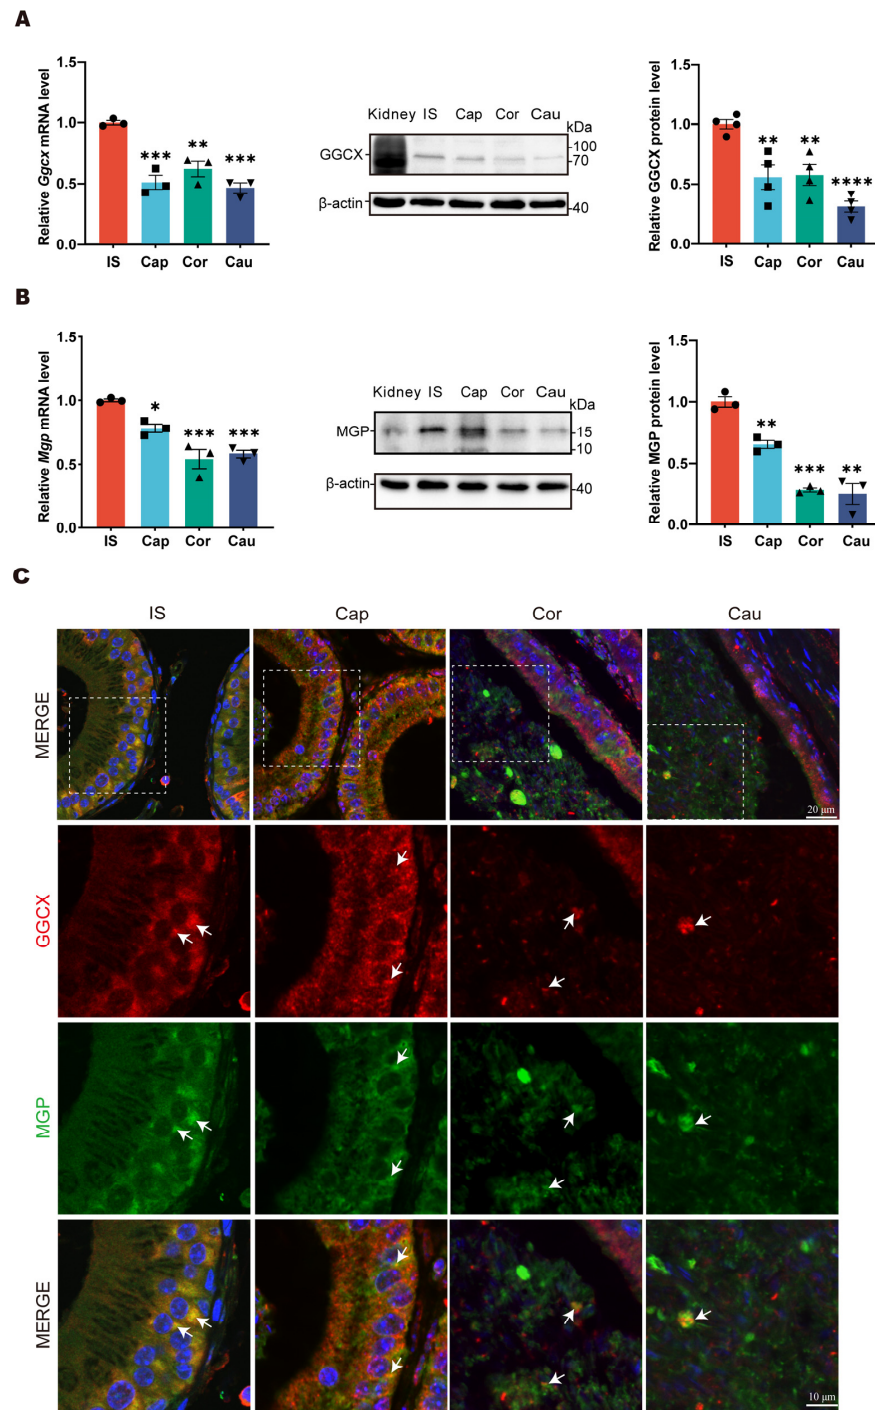 A
Relative Ggcx mRNA level
1.5
1.0
0.5
0.0
***
**
***
IS Cap Cor Cau
Kidney IS Cap Cor Cau
kDa
GGCX
100
70
β-actin
40
Relative GGCX protein level
1.5
1.0
0.5
0.0
**
**
****
IS Cap Cor Cau
B
Relative Mgp mRNA level
1.5
1.0
0.5
0.0
*
***
***
IS Cap Cor Cau
Kidney IS Cap Cor Cau
kDa
MGP
15
10
β-actin
40
Relative MGP protein level
1.5
1.0
0.5
0.0
**
***
**
IS Cap Cor Cau
C
IS Cap Cor Cau
MERGE
20 μm
GGCX
MGP
MERGE
10 μm